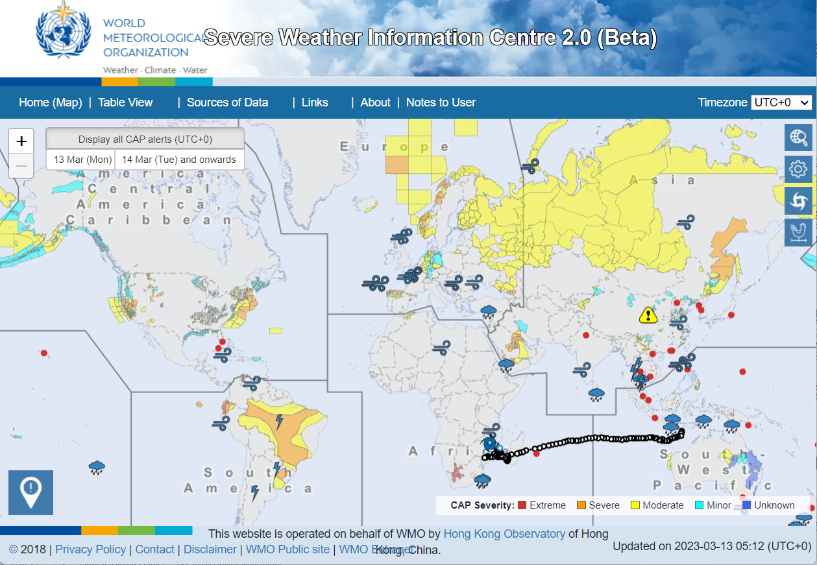 WORLD
METEOROLOGICAL
ORGANIZATION
Weather · Climate · Water
Severe Weather Information Centre 2.0 (Beta)
Home (Map) | Table View | Sources of Data | Links | About | Notes to User
Timezone UTC+0
+
−
Display all CAP alerts (UTC+0)
13 Mar (Mon) 14 Mar (Tue) and onwards
Europe
Asia
America,
Central
America,
Caribbean
Africa
South
America
South-
West
Pacific
CAP Severity: Extreme Severe Moderate Minor Unknown
This website is operated on behalf of WMO by Hong Kong Observatory of Hong
Kong, China.
© 2018 | Privacy Policy | Contact | Disclaimer | WMO Public site | WMO Extranet
Updated on 2023-03-13 05:12 (UTC+0)